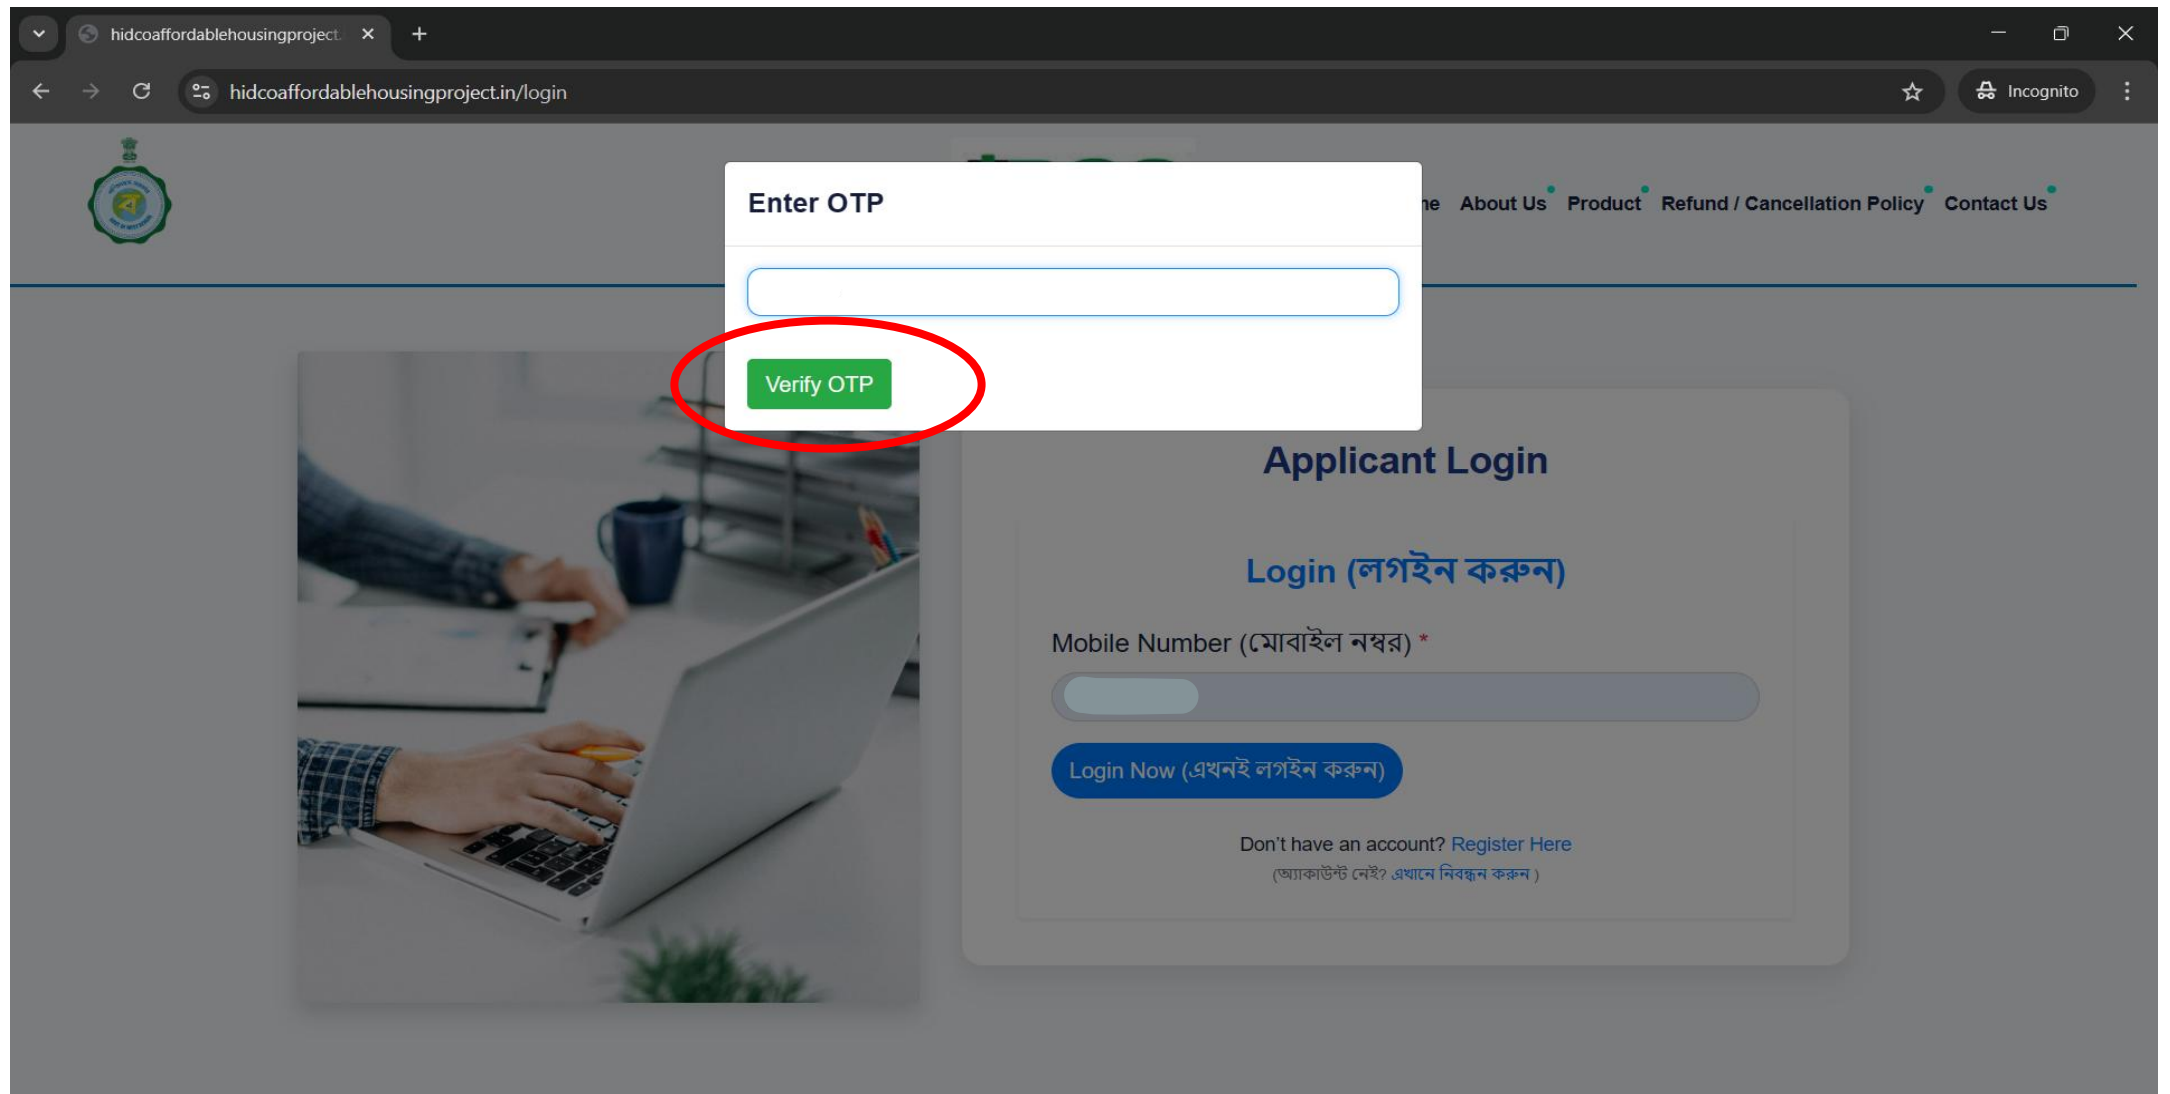 hidcoaffordablehousingproject.
hidcoaffordablehousingproject.in/login
Incognito
Enter OTP
About Us Product Refund / Cancellation Policy Contact Us
Verify OTP
Applicant Login
Login (লগইন করুন)
Mobile Number (মোবাইল নম্বর) *
Login Now (এখনই লগইন করুন)
Don't have an account? Register Here
(অ্যাকাউন্ট নেই? এখানে নিবন্ধন করুন )